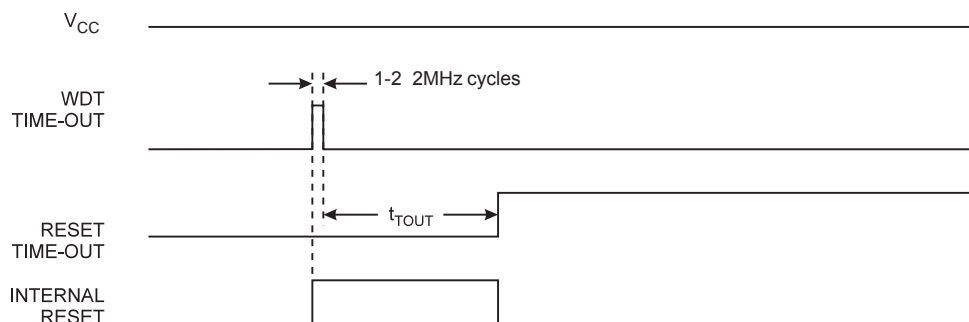 VCC
1-2 2MHz cycles
WDT
TIME-OUT
tTOUT
RESET
TIME-OUT
INTERNAL
RESET